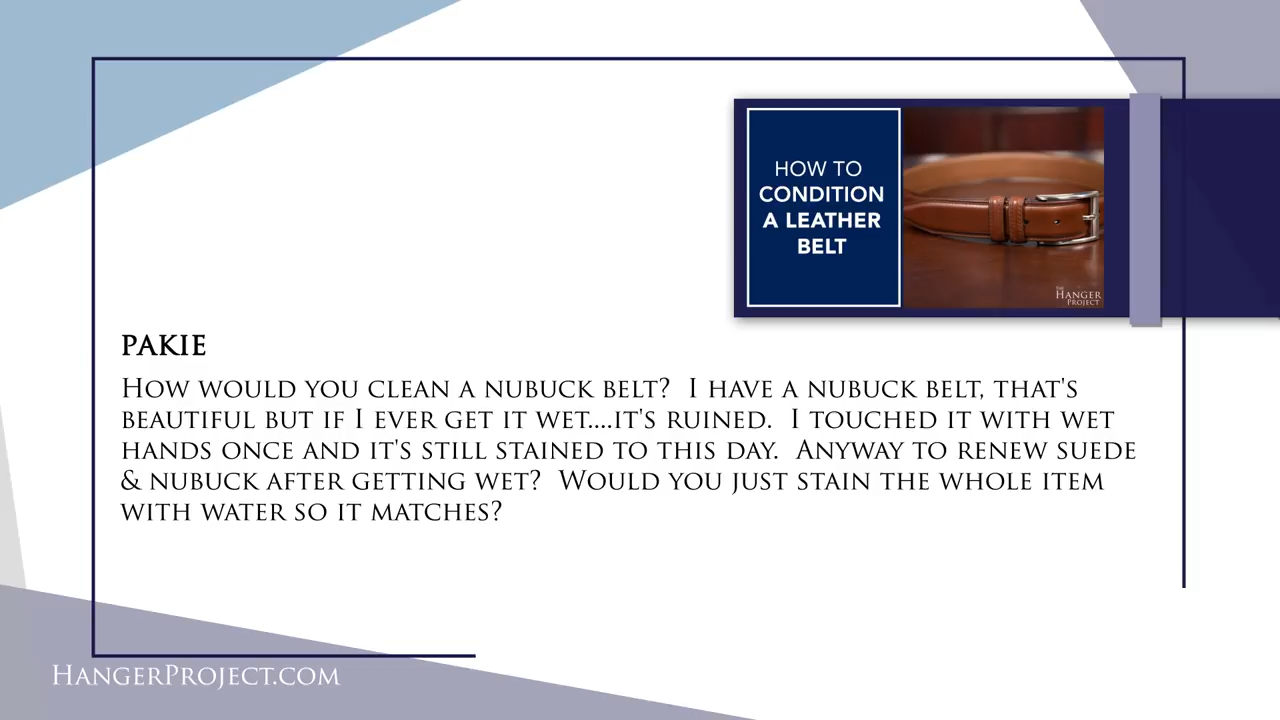 HOW TO
CONDITION
A LEATHER
BELT
THE
HANGER
PROJECT
PAKIE
HOW WOULD YOU CLEAN A NUBUCK BELT?  I HAVE A NUBUCK BELT, THAT'S
BEAUTIFUL BUT IF I EVER GET IT WET....IT'S RUINED.  I TOUCHED IT WITH WET
HANDS ONCE AND IT'S STILL STAINED TO THIS DAY.  ANYWAY TO RENEW SUEDE
& NUBUCK AFTER GETTING WET?  WOULD YOU JUST STAIN THE WHOLE ITEM
WITH WATER SO IT MATCHES?
HANGERPROJECT.COM